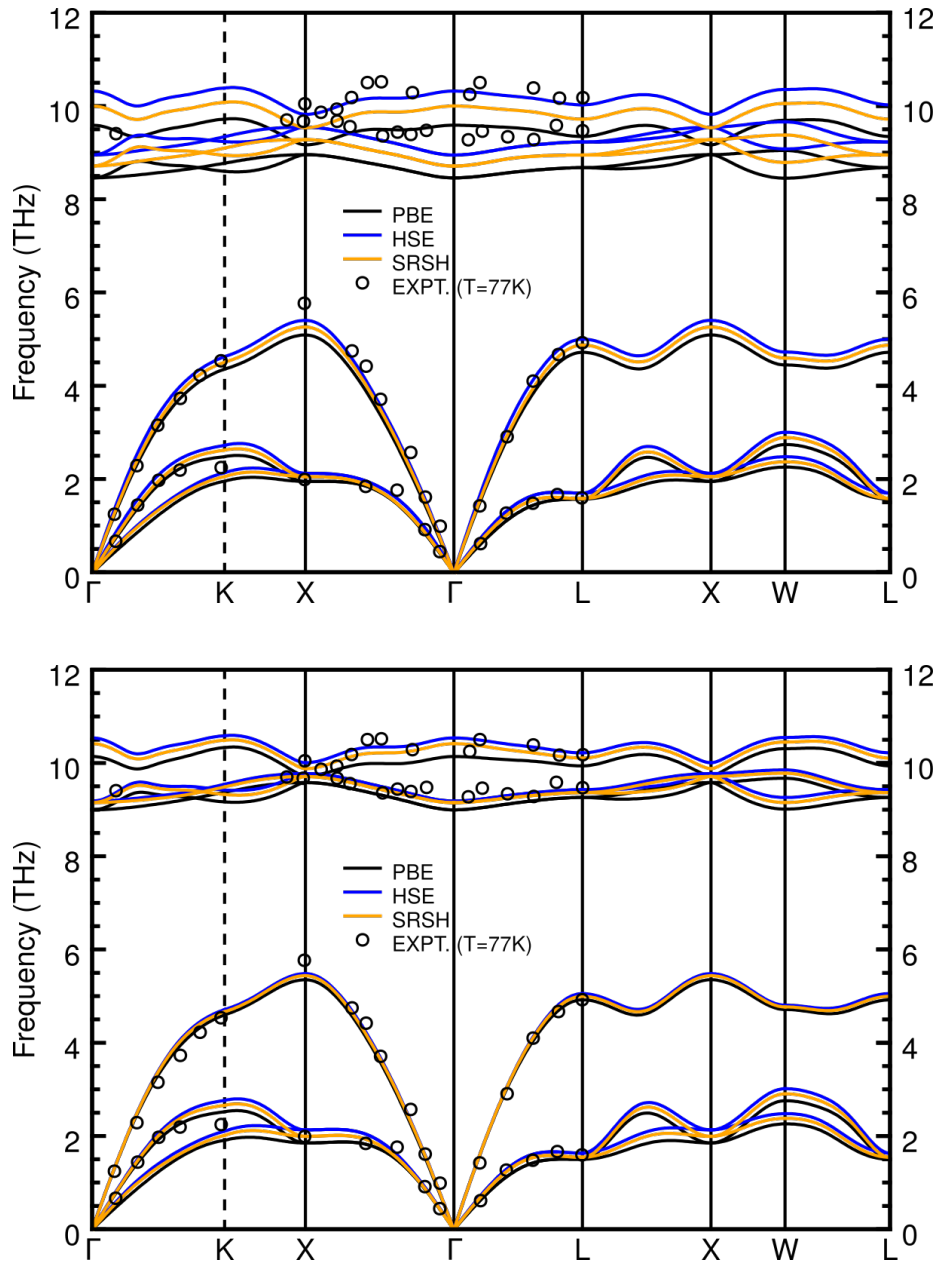 12 12
10 10
8 8
PBE
HSE
SRSH
EXPT. (T=77K)
6 6
4 4
2 2
0 0
Frequency (THz)
Γ K X Γ L X W L
12 12
10 10
8 8
PBE
HSE
SRSH
EXPT. (T=77K)
6 6
4 4
2 2
0 0
Frequency (THz)
Γ K X Γ L X W L